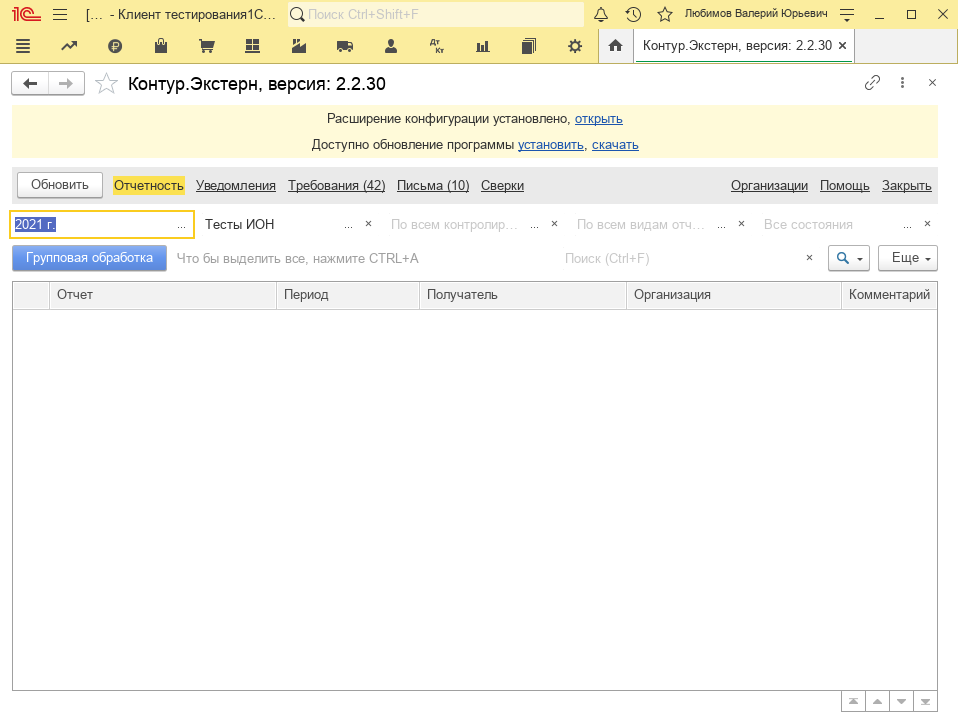 1С [... - Клиент тестирования1С... Поиск Ctrl+Shift+F Любимов Валерий Юрьевич
Дт Кт Контур.Экстерн, версия: 2.2.30 ×
Контур.Экстерн, версия: 2.2.30
Расширение конфигурации установлено, открыть
Доступно обновление программы установить, скачать
Обновить Отчетность Уведомления Требования (42) Письма (10) Сверки Организации Помощь Закрыть
2021 г. ... Тесты ИОН ... × По всем контролир... ... × По всем видам отч... ... × Все состояния ... ×
Групповая обработка Что бы выделить все, нажмите CTRL+A Поиск (Ctrl+F) × Еще
Отчет Период Получатель Организация Комментарий